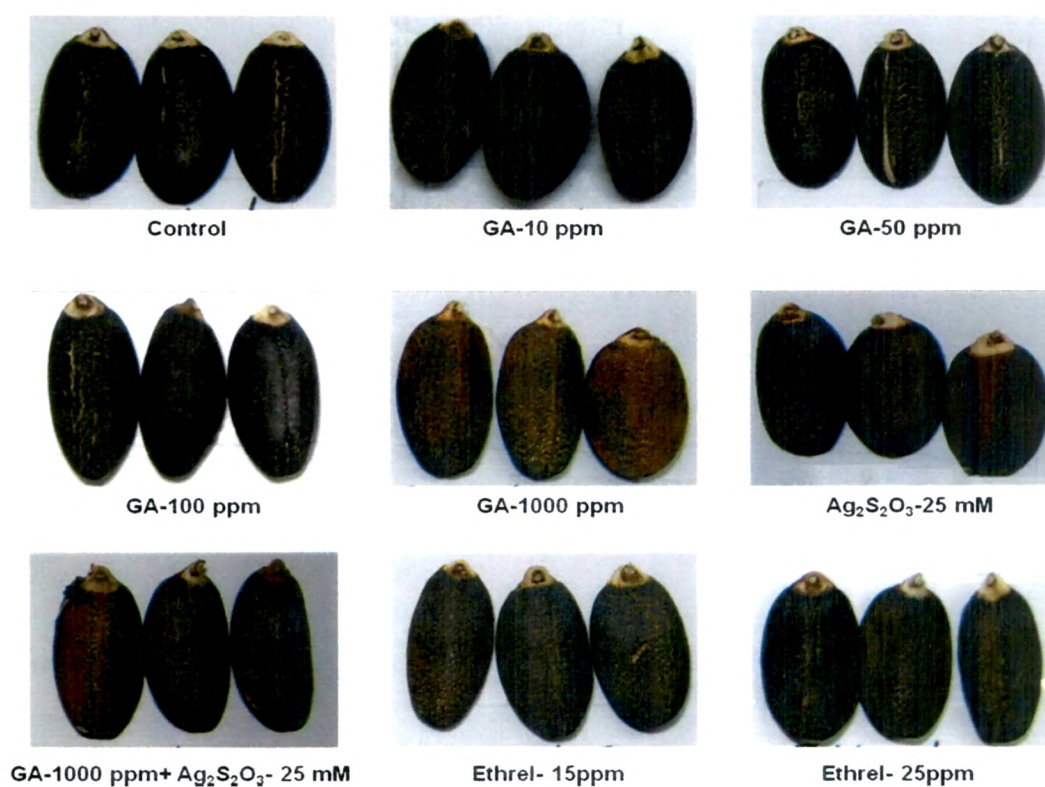 Control
GA-10 ppm
GA-50 ppm
GA-100 ppm
GA-1000 ppm
Ag₂S₂O₃-25 mM
GA-1000 ppm+ Ag₂S₂O₃- 25 mM
Ethrel- 15ppm
Ethrel- 25ppm